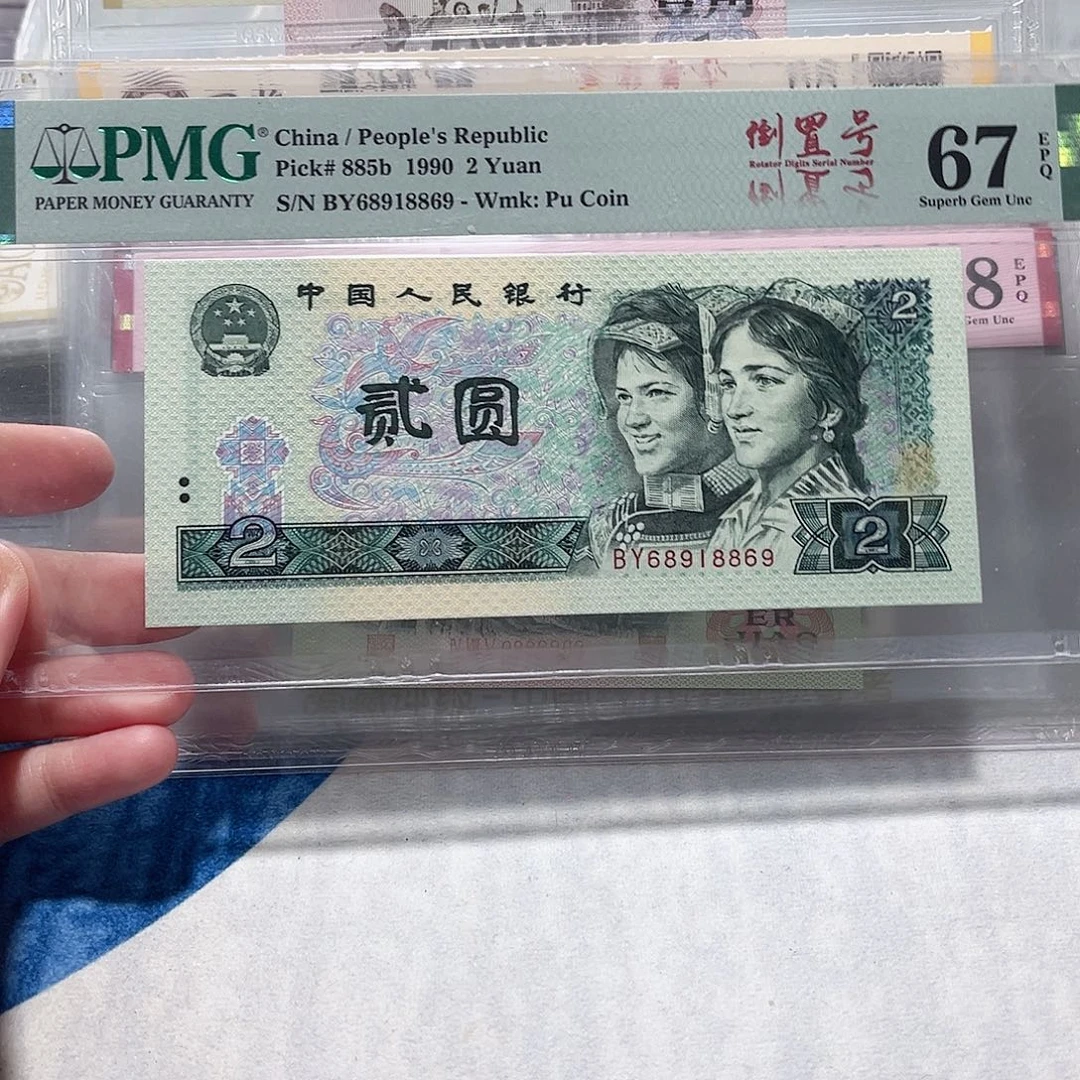 PMG®
PAPER MONEY GUARANTY
China / People's Republic
Pick# 885b 1990 2 Yuan
S/N BY68918869 - Wmk: Pu Coin
倒置号
Rotator Digits Serial Number
67
EPQ
Superb Gem Unc
8
EPQ
Gem Unc
中国人民银行
2
贰圆
2
BY68918869
2
ER